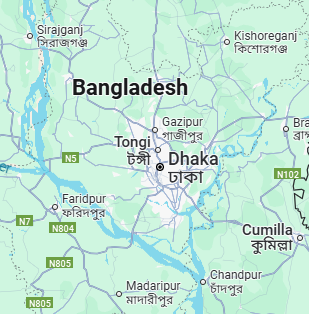 Sirajganj
সিরাজগঞ্জ
Kishoreganj
কিশোরগঞ্জ
Bangladesh
Gazipur
গাজীপুর
Tongi
টঙ্গী
N5
Dhaka
ঢাকা
N102
Faridpur
ফরিদপুর
N7
N804
Cumilla
কুমিল্লা
N805
Chandpur
চাঁদপুর
Madaripur
মাদারীপুর
N805